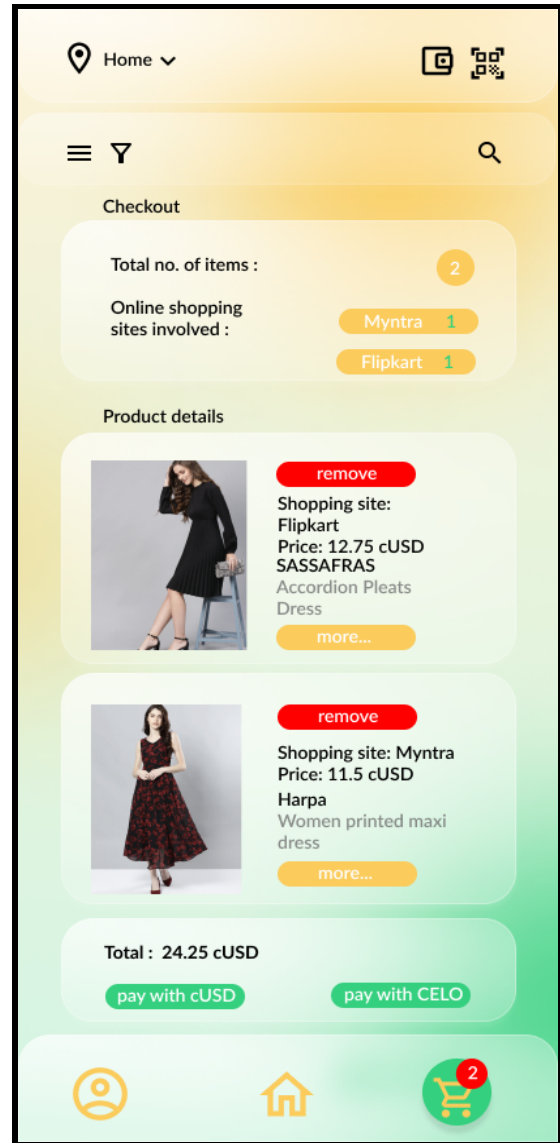 Home
Checkout
Total no. of items :
2
Online shopping
sites involved :
Myntra 1
Flipkart 1
Product details
remove
Shopping site:
Flipkart
Price: 12.75 cUSD
SASSAFRAS
Accordion Pleats
Dress
more...
remove
Shopping site: Myntra
Price: 11.5 cUSD
Harpa
Women printed maxi
dress
more...
Total : 24.25 cUSD
pay with cUSD
pay with CELO
2